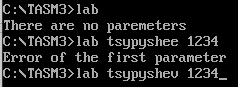 C:\TASM3>lab
There are no paremeters
C:\TASM3>lab tsypyshee 1234
Error of the first parameter
C:\TASM3>lab tsypyshev 1234_